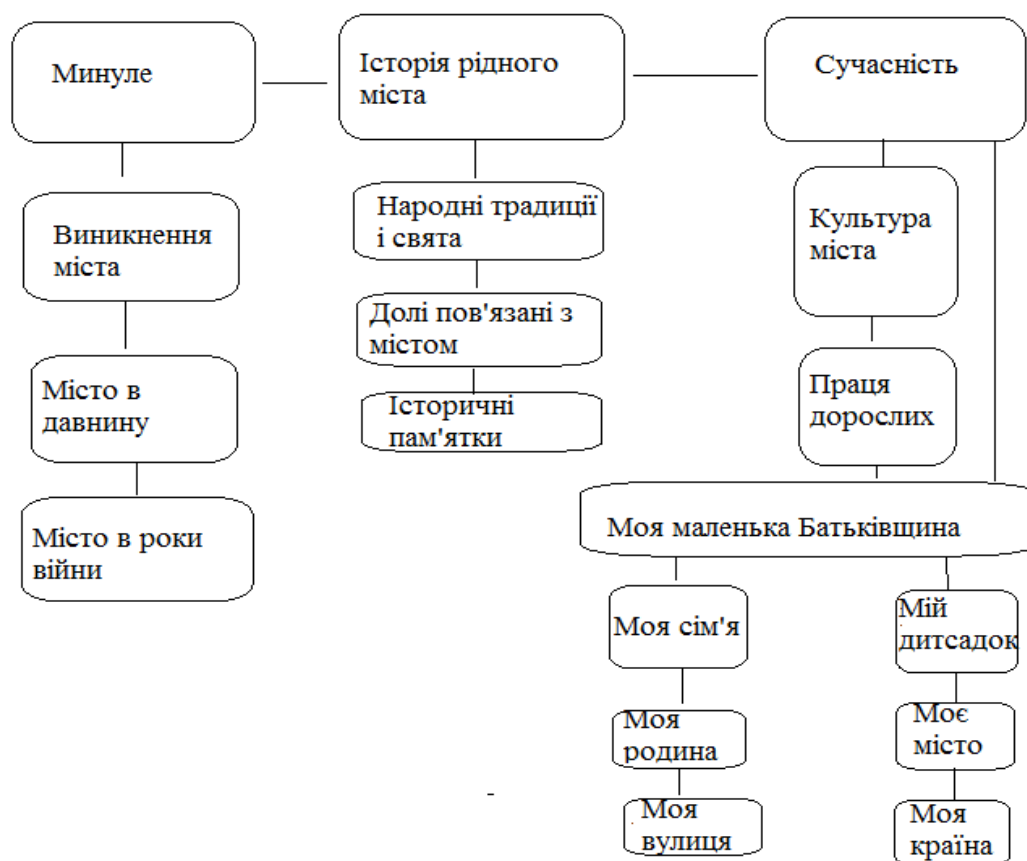 Минуле
Історія рідного
міста
Сучасність
Виникнення
міста
Місто в
давнину
Місто в роки
війни
Народні традиції
і свята
Долі пов'язані з
містом
Історичні
пам'ятки
Культура
міста
Праця
дорослих
Моя маленька Батьківщина
Моя сім'я
Моя
родина
Моя
вулиця
Мій
дитсадок
Моє
місто
Моя
країна